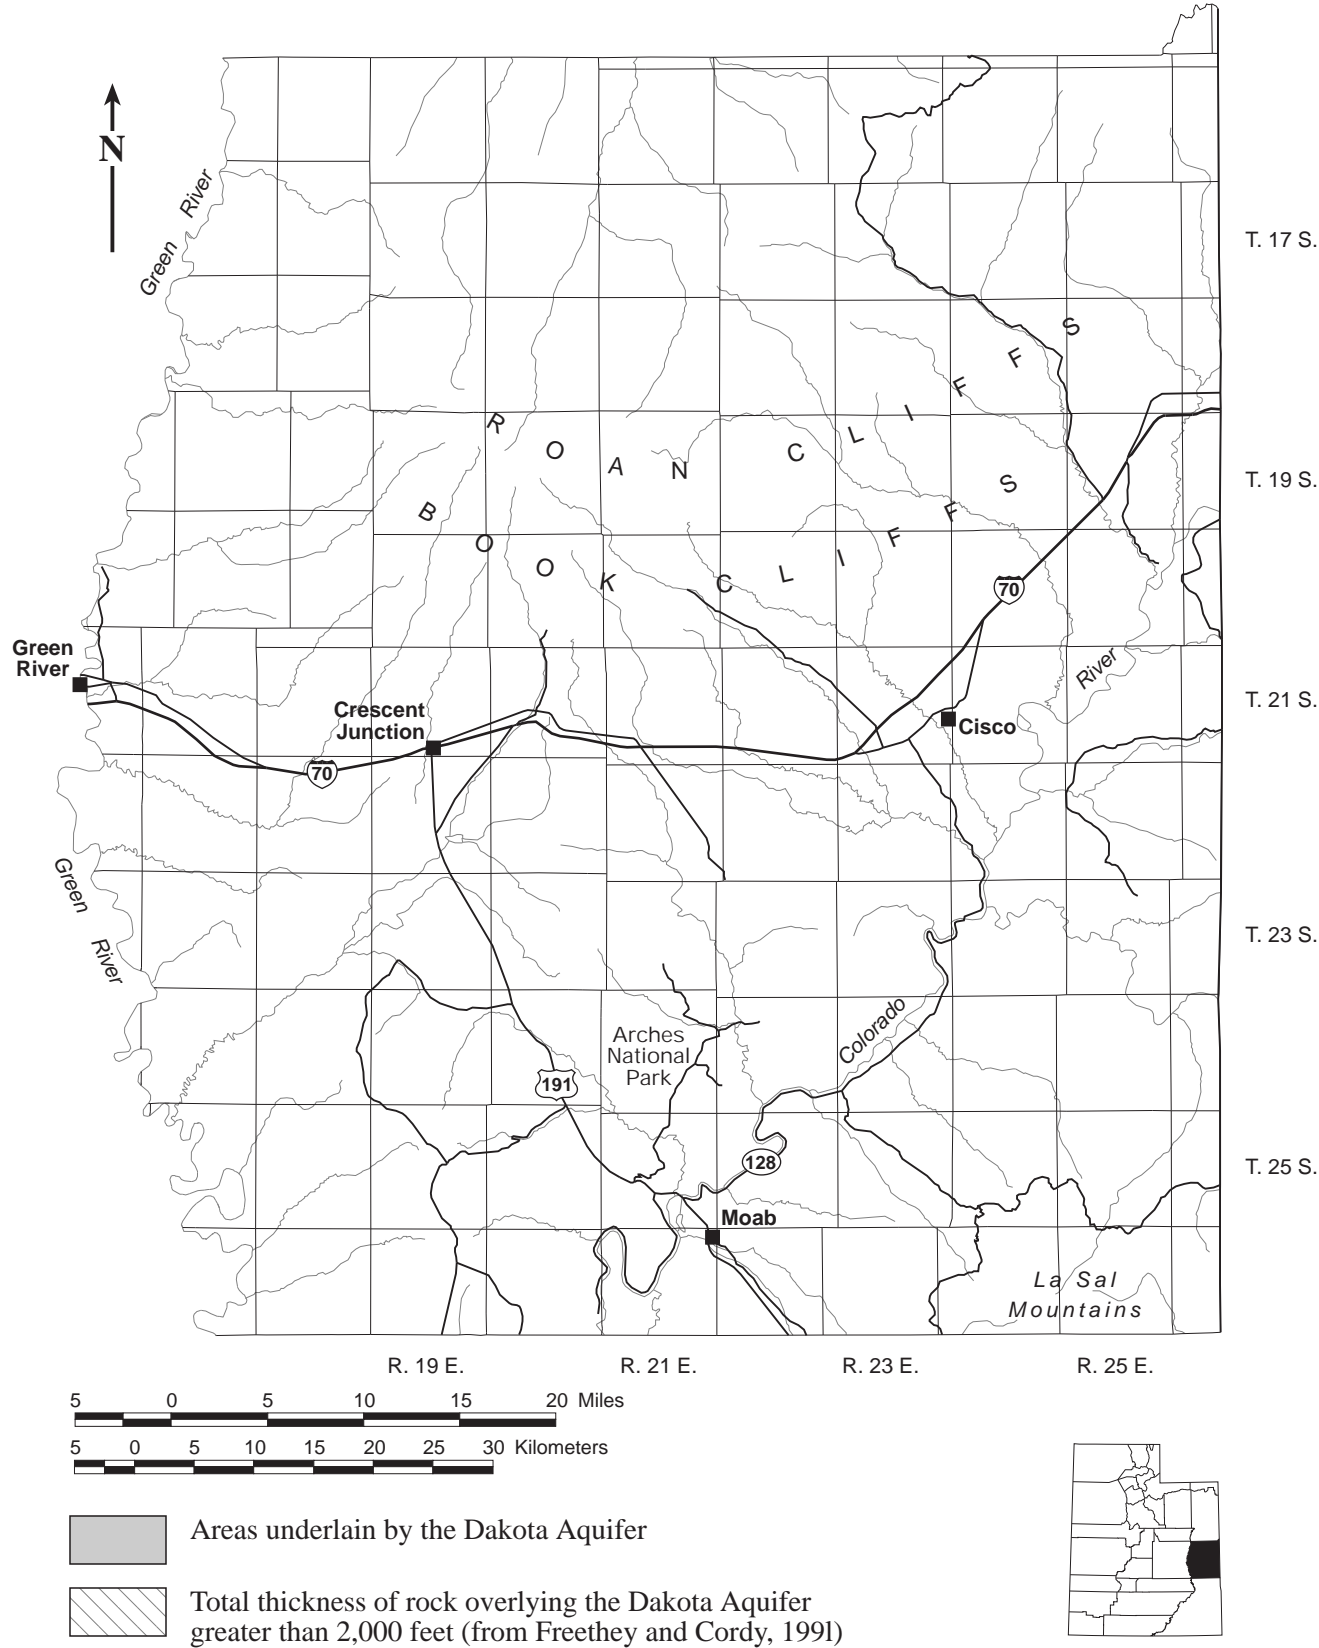 N
Green River
T. 17 S.
ROAN CLIFFS
T. 19 S.
BOOK CLIFFS
70
Green
River
River
T. 21 S.
Crescent
Junction
Cisco
70
Green River
T. 23 S.
Colorado
Arches
National
Park
191
128
T. 25 S.
Moab
La Sal
Mountains
R. 19 E. R. 21 E. R. 23 E. R. 25 E.
5 0 5 10 15 20 Miles
5 0 5 10 15 20 25 30 Kilometers
Areas underlain by the Dakota Aquifer
Total thickness of rock overlying the Dakota Aquifer
greater than 2,000 feet (from Freethey and Cordy, 199l)